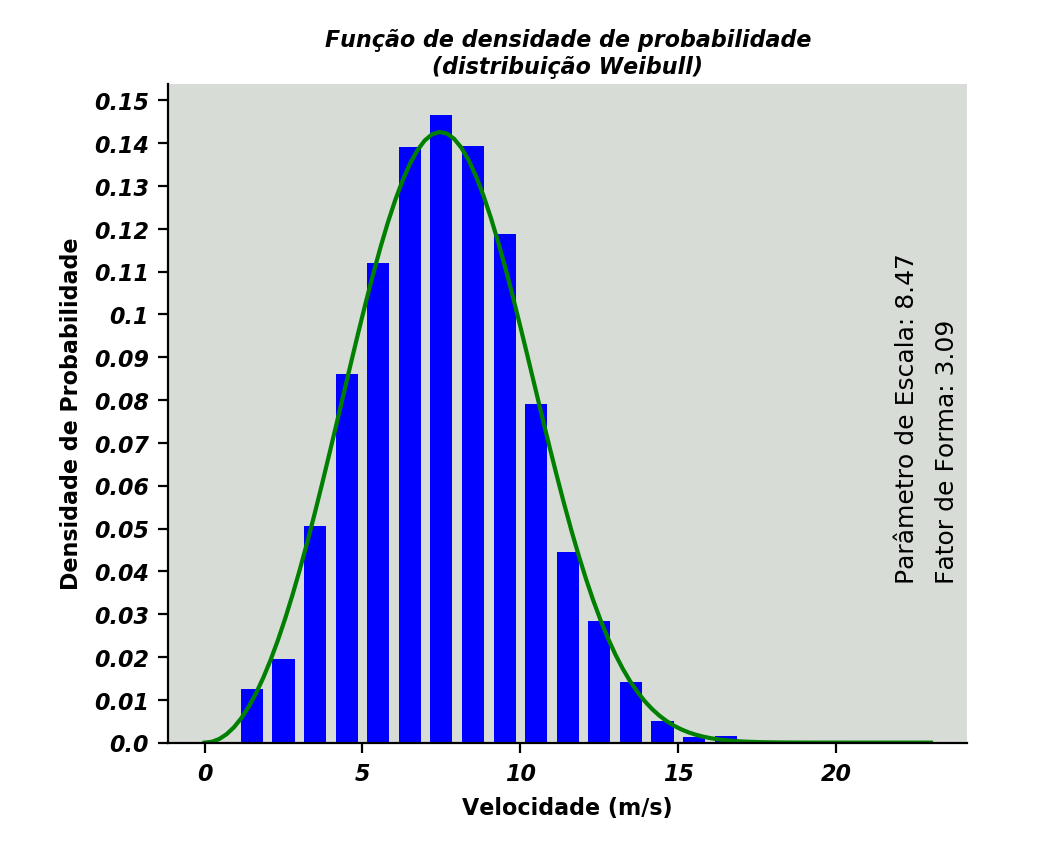 Função de densidade de probabilidade
(distribuição Weibull)
0.15
0.14
0.13
0.12
0.11
0.1
0.09
0.08
0.07
0.06
0.05
0.04
0.03
0.02
0.01
0.0
Densidade de Probabilidade
Parâmetro de Escala: 8.47
Fator de Forma: 3.09
0 5 10 15 20
Velocidade (m/s)